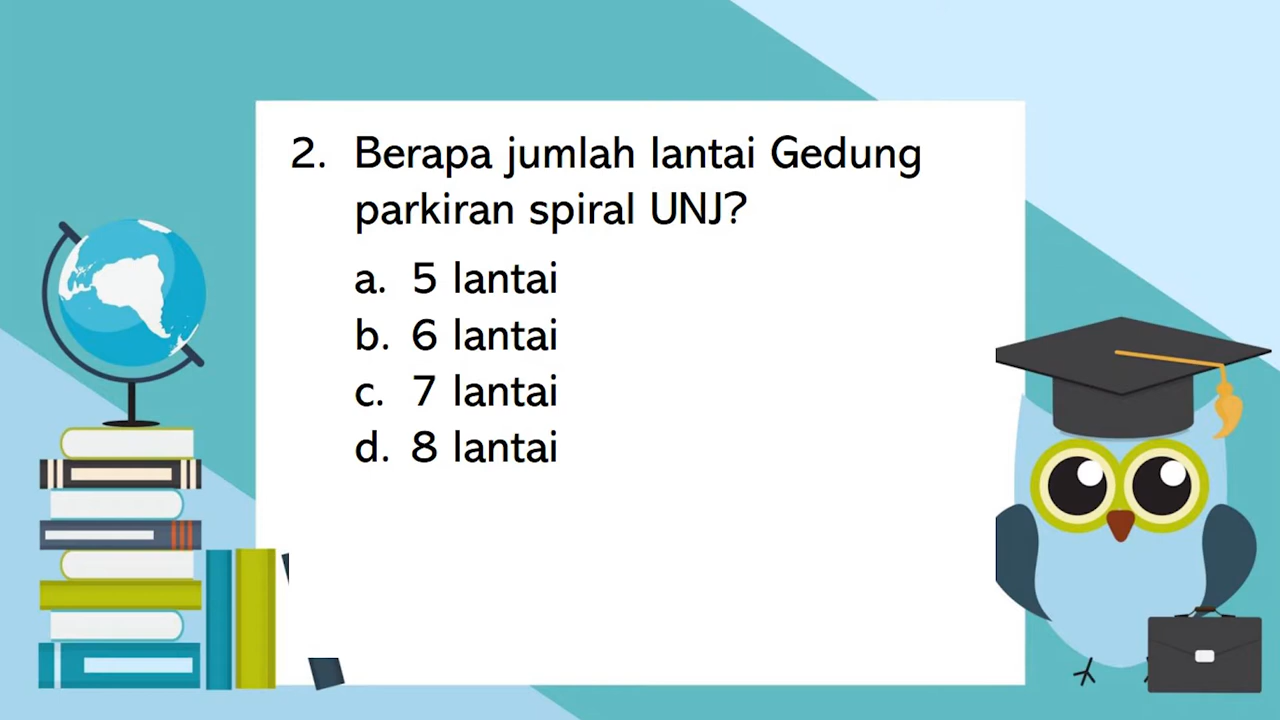 2. Berapa jumlah lantai Gedung
parkiran spiral UNJ?
a. 5 lantai
b. 6 lantai
c. 7 lantai
d. 8 lantai